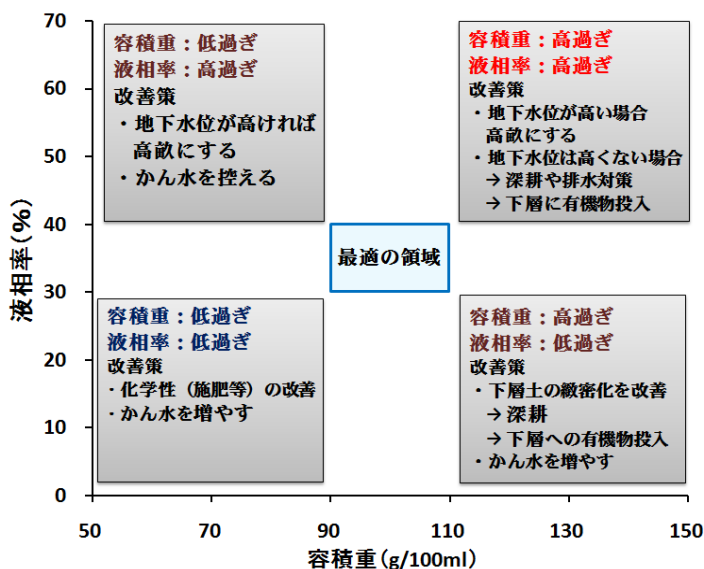 液相率(%)
70
60
50
40
30
20
10
0
容積重：低過ぎ
液相率：高過ぎ
改善策
・地下水位が高ければ
高畝にする
・かん水を控える
容積重：高過ぎ
液相率：高過ぎ
改善策
・地下水位が高い場合
高畝にする
・地下水位は高くない場合
→深耕や排水対策
→下層に有機物投入
最適の領域
容積重：低過ぎ
液相率：低過ぎ
改善策
・化学性（施肥等）の改善
・かん水を増やす
容積重：高過ぎ
液相率：低過ぎ
改善策
・下層土の緻密化を改善
→深耕
→下層への有機物投入
・かん水を増やす
50 70 90 110 130 150
容積重(g/100ml)